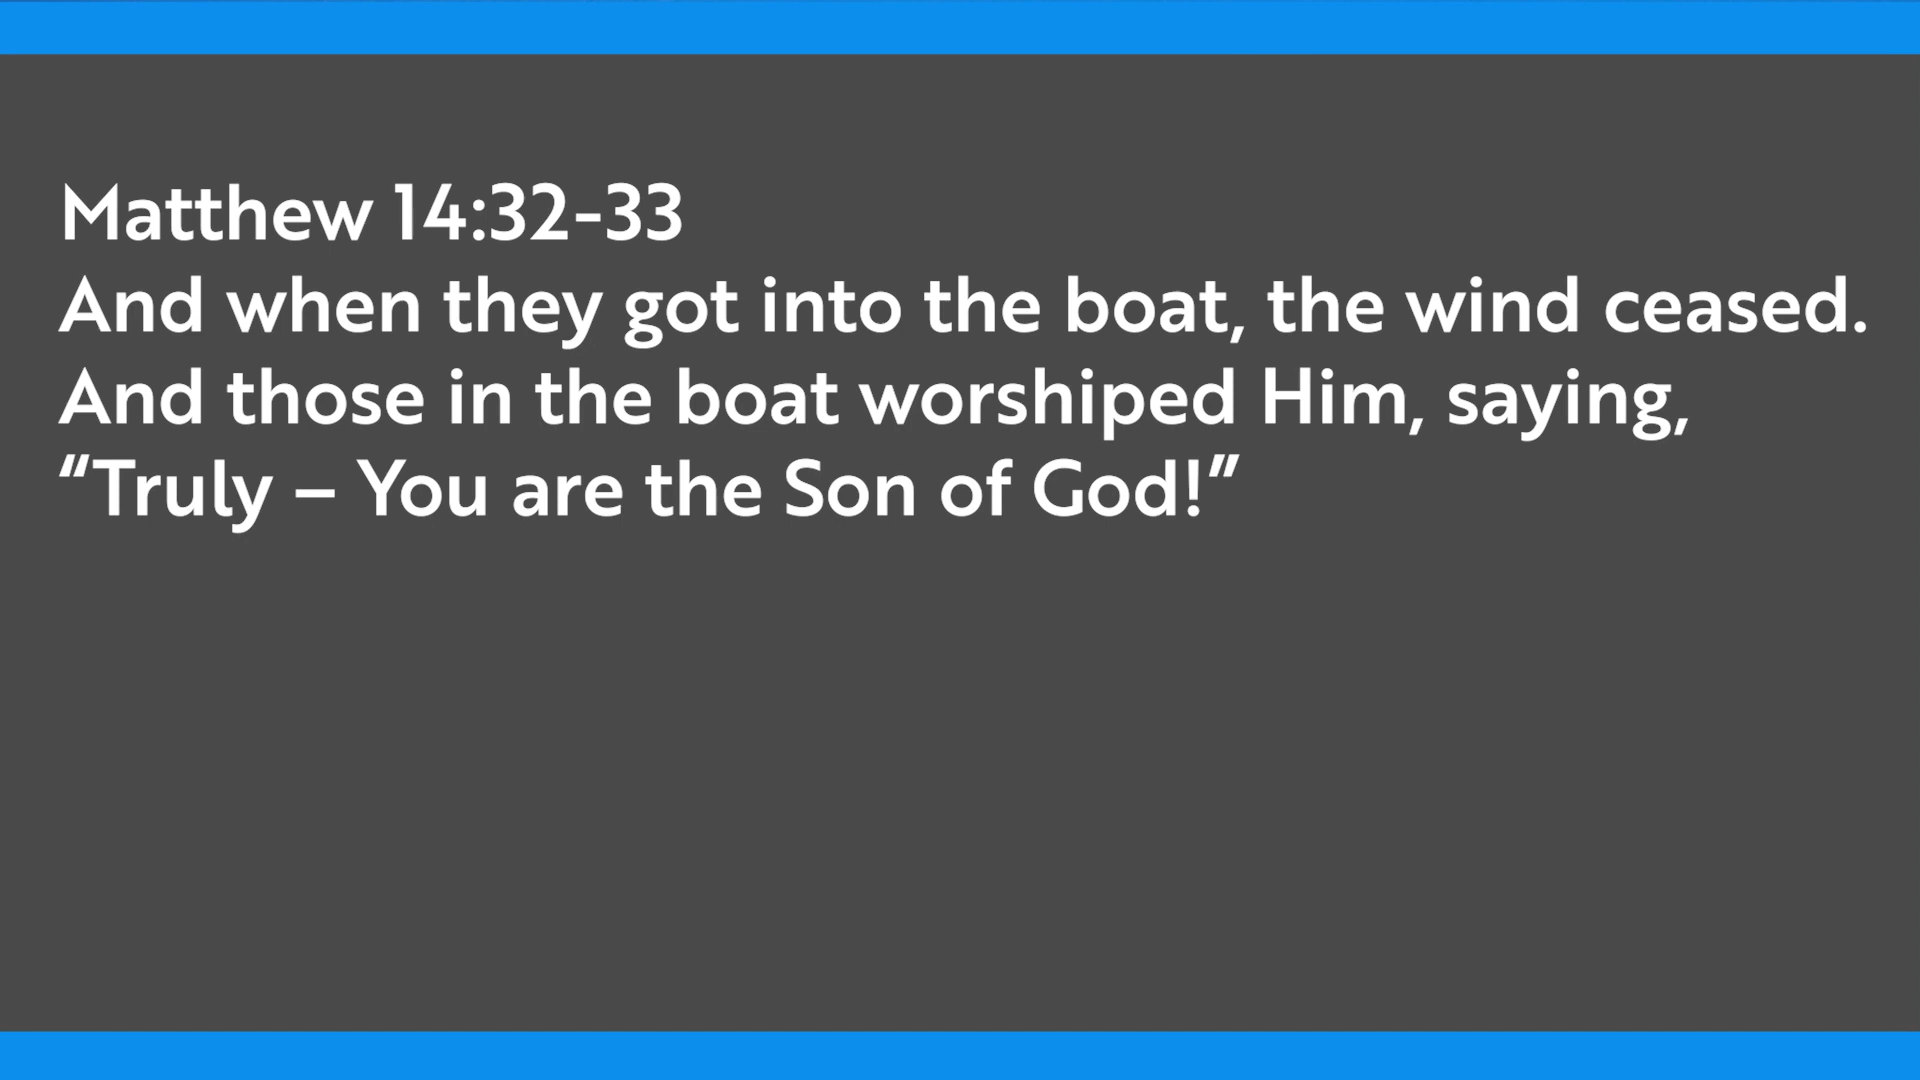 Matthew 14:32-33
And when they got into the boat, the wind ceased.
And those in the boat worshiped Him, saying,
“Truly – You are the Son of God!”